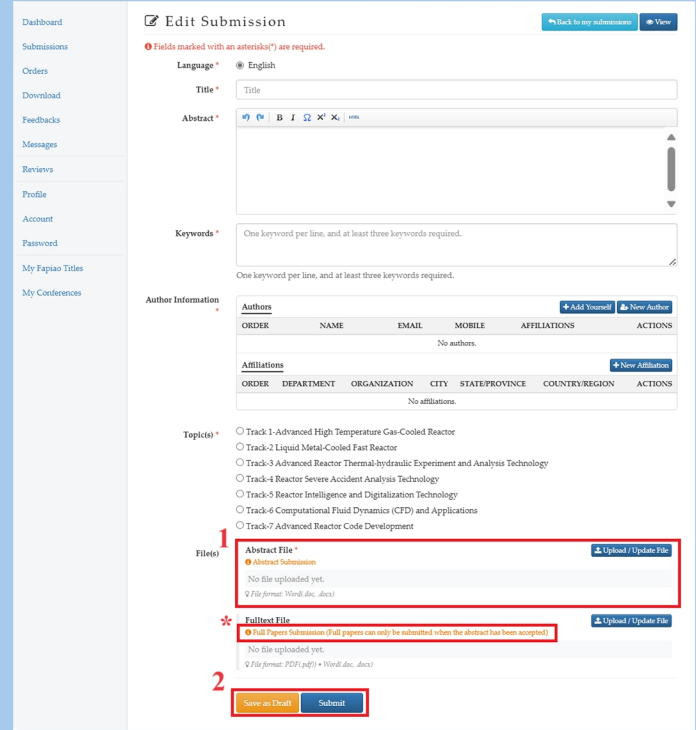 Dashboard
Submissions
Orders
Download
Feedbacks
Messages
Reviews
Profile
Account
Password
My Fapiao Titles
My Conferences
Edit Submission
Back to my submissions
View
Fields marked with an asterisks(*) are required.
Language *
English
Title *
Title
Abstract *
B I Ω X² X₂ HTML
Keywords *
One keyword per line, and at least three keywords required.
One keyword per line, and at least three keywords required.
Author Information *
Authors
+ Add Yourself
New Author
ORDER NAME EMAIL MOBILE AFFILIATIONS ACTIONS
No authors.
Affiliations
+ New Affiliation
ORDER DEPARTMENT ORGANIZATION CITY STATE/PROVINCE COUNTRY/REGION ACTIONS
No affiliations.
Topic(s) *
Track 1-Advanced High Temperature Gas-Cooled Reactor
Track-2 Liquid Metal-Cooled Fast Reactor
Track-3 Advanced Reactor Thermal-hydraulic Experiment and Analysis Technology
Track-4 Reactor Severe Accident Analysis Technology
Track-5 Reactor Intelligence and Digitalization Technology
Track-6 Computational Fluid Dynamics (CFD) and Applications
Track-7 Advanced Reactor Code Development
1
File(s)
Abstract File *
Upload / Update File
Abstract Submission
No file uploaded yet.
File format: Word(.doc, .docx)
*
Fulltext File
Upload / Update File
Full Papers Submission (Full papers can only be submitted when the abstract has been accepted)
No file uploaded yet.
File format: PDF(.pdf)) • Word(.doc, .docx)
2
Save as Draft
Submit